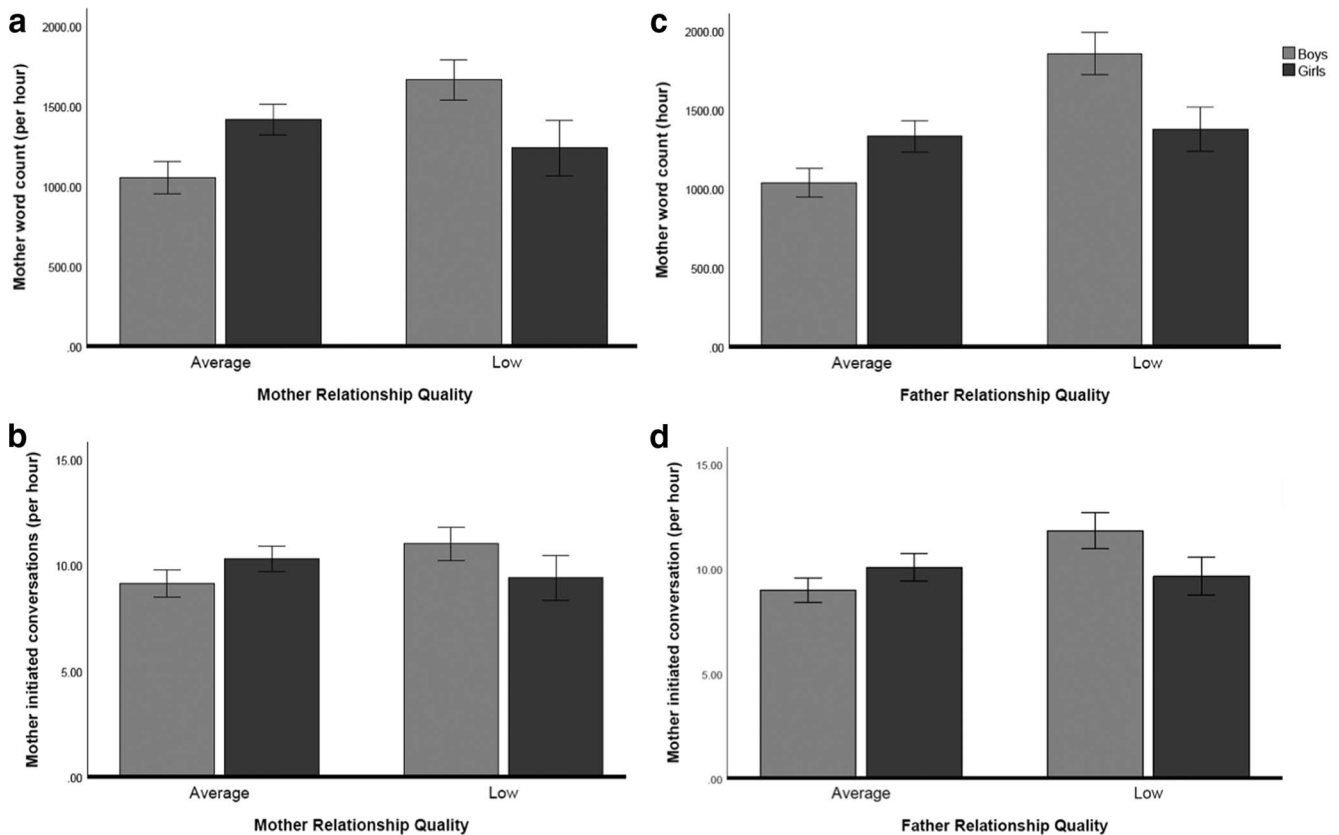 a
2000.00
1500.00
1000.00
500.00
.00
Mother word count (per hour)
Average
Low
Mother Relationship Quality
c
2000.00
1500.00
1000.00
500.00
.00
Mother word count (hour)
Average
Low
Father Relationship Quality
Boys
Girls
b
15.00
10.00
5.00
.00
Mother initiated conversations (per hour)
Average
Low
Mother Relationship Quality
d
15.00
10.00
5.00
.00
Mother initiated conversation (per hour)
Average
Low
Father Relationship Quality